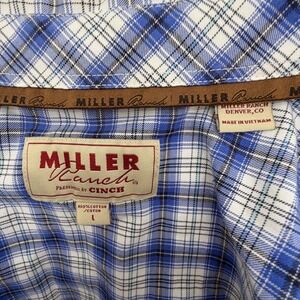 MILLER Ranch MILLER Ranch MILLER Ranch
MILLER RANCH
DENVER, CO
MADE IN VIETNAM
MILLER
Ranch
PRESENTED BY CINCH
100% COTTON
L